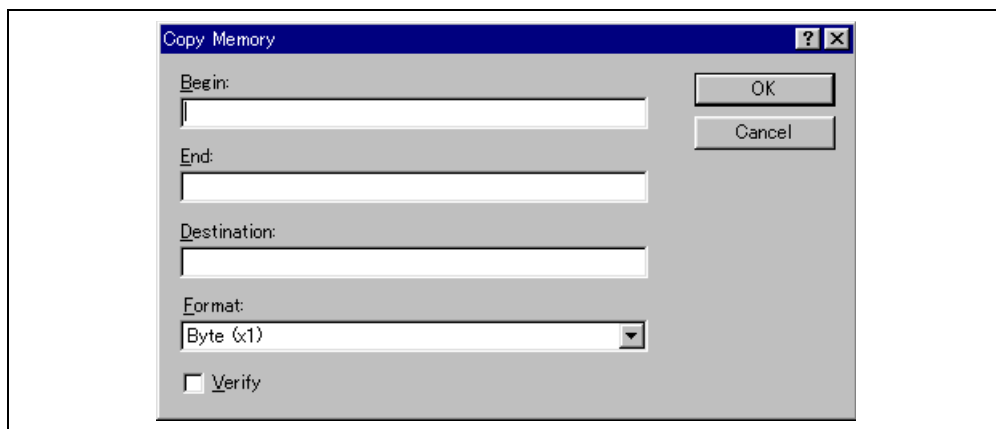 Copy Memory
Begin:
OK
Cancel
End:
Destination:
Format:
Byte (x1)
Verify